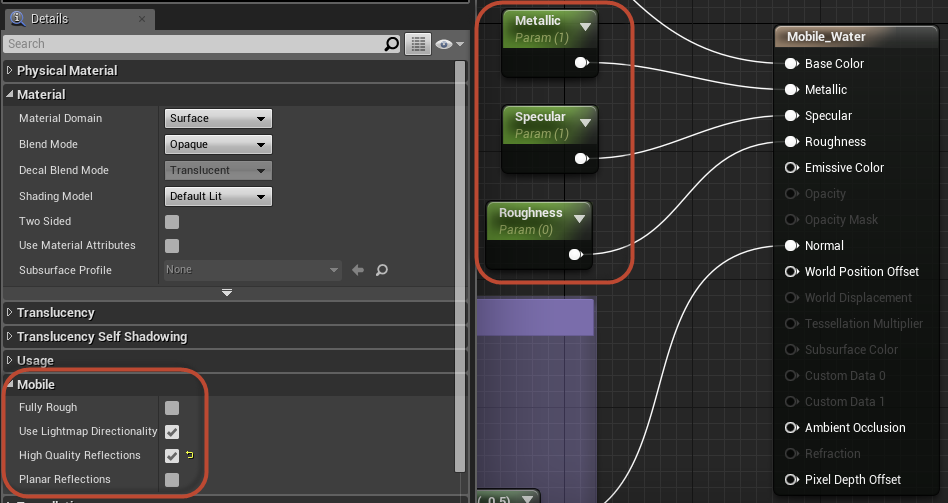 Details
Search
Physical Material
Material
Material Domain
Surface
Blend Mode
Opaque
Decal Blend Mode
Translucent
Shading Model
Default Lit
Two Sided
Use Material Attributes
Subsurface Profile
None
Translucency
Translucency Self Shadowing
Usage
Mobile
Fully Rough
Use Lightmap Directionality
High Quality Reflections
Planar Reflections
Metallic
Param (1)
Specular
Param (1)
Roughness
Param (0)
, 0.5)
Mobile_Water
Base Color
Metallic
Specular
Roughness
Emissive Color
Opacity
Opacity Mask
Normal
World Position Offset
World Displacement
Tessellation Multiplier
Subsurface Color
Custom Data 0
Custom Data 1
Ambient Occlusion
Refraction
Pixel Depth Offset